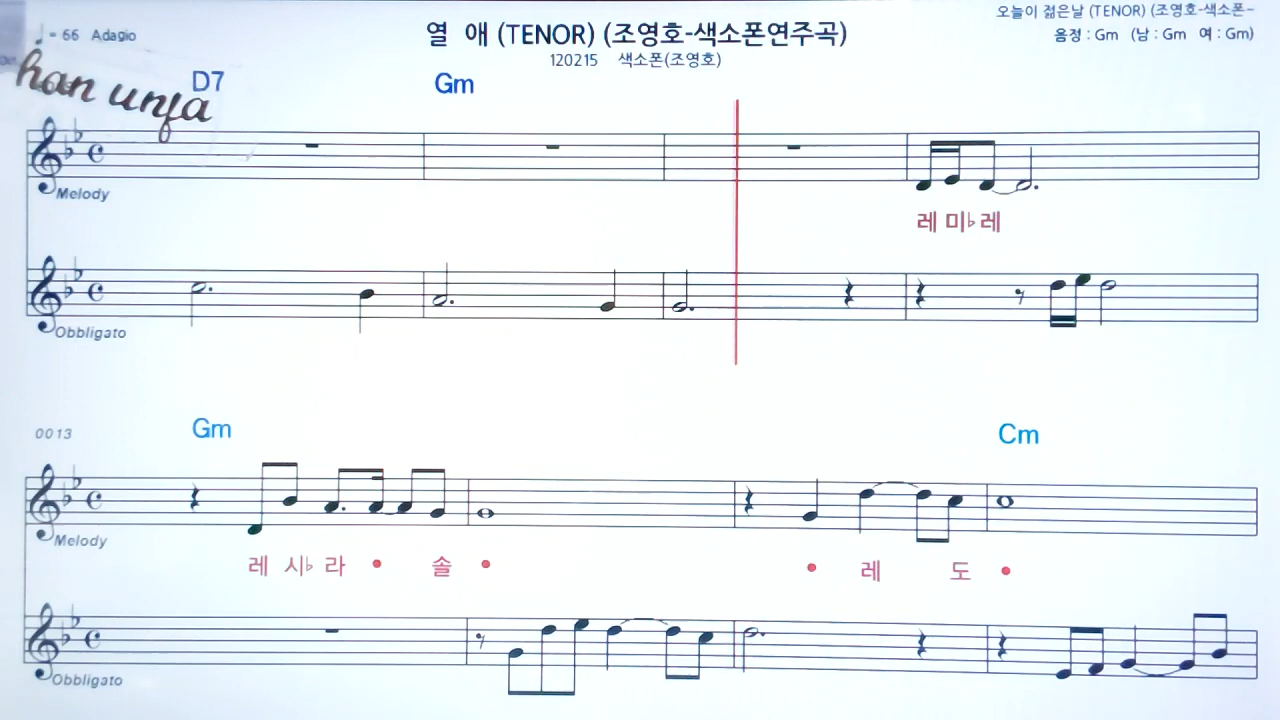 ♩= 66 Adagio
열 애 (TENOR) (조영호-색소폰연주곡)
오늘이 젊은날 (TENOR) (조영호-색소폰-
120215 색소폰(조영호)
음정 : Gm (남 : Gm 여 : Gm)
han unfa
D7 Gm
Melody
레 미♭ 레
Obbligato
0013
Gm Cm
Melody
레 시♭ 라 • 솔 • • 레 도 •
Obbligato